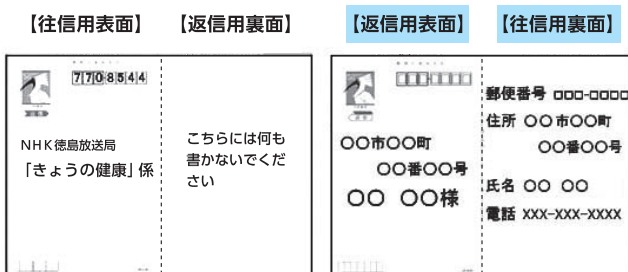 【往信用表面】
【返信用裏面】
【返信用表面】
【往信用裏面】
7708544
NHK徳島放送局
「きょうの健康」係
こちらには何も
書かないでくだ
さい
〇〇市〇〇町
〇〇番〇〇号
〇〇 〇〇様
郵便番号 □□□-□□□□
住所 〇〇市〇〇町
〇〇番〇〇号
氏名 〇〇 〇〇
電話 XXX-XXX-XXXX